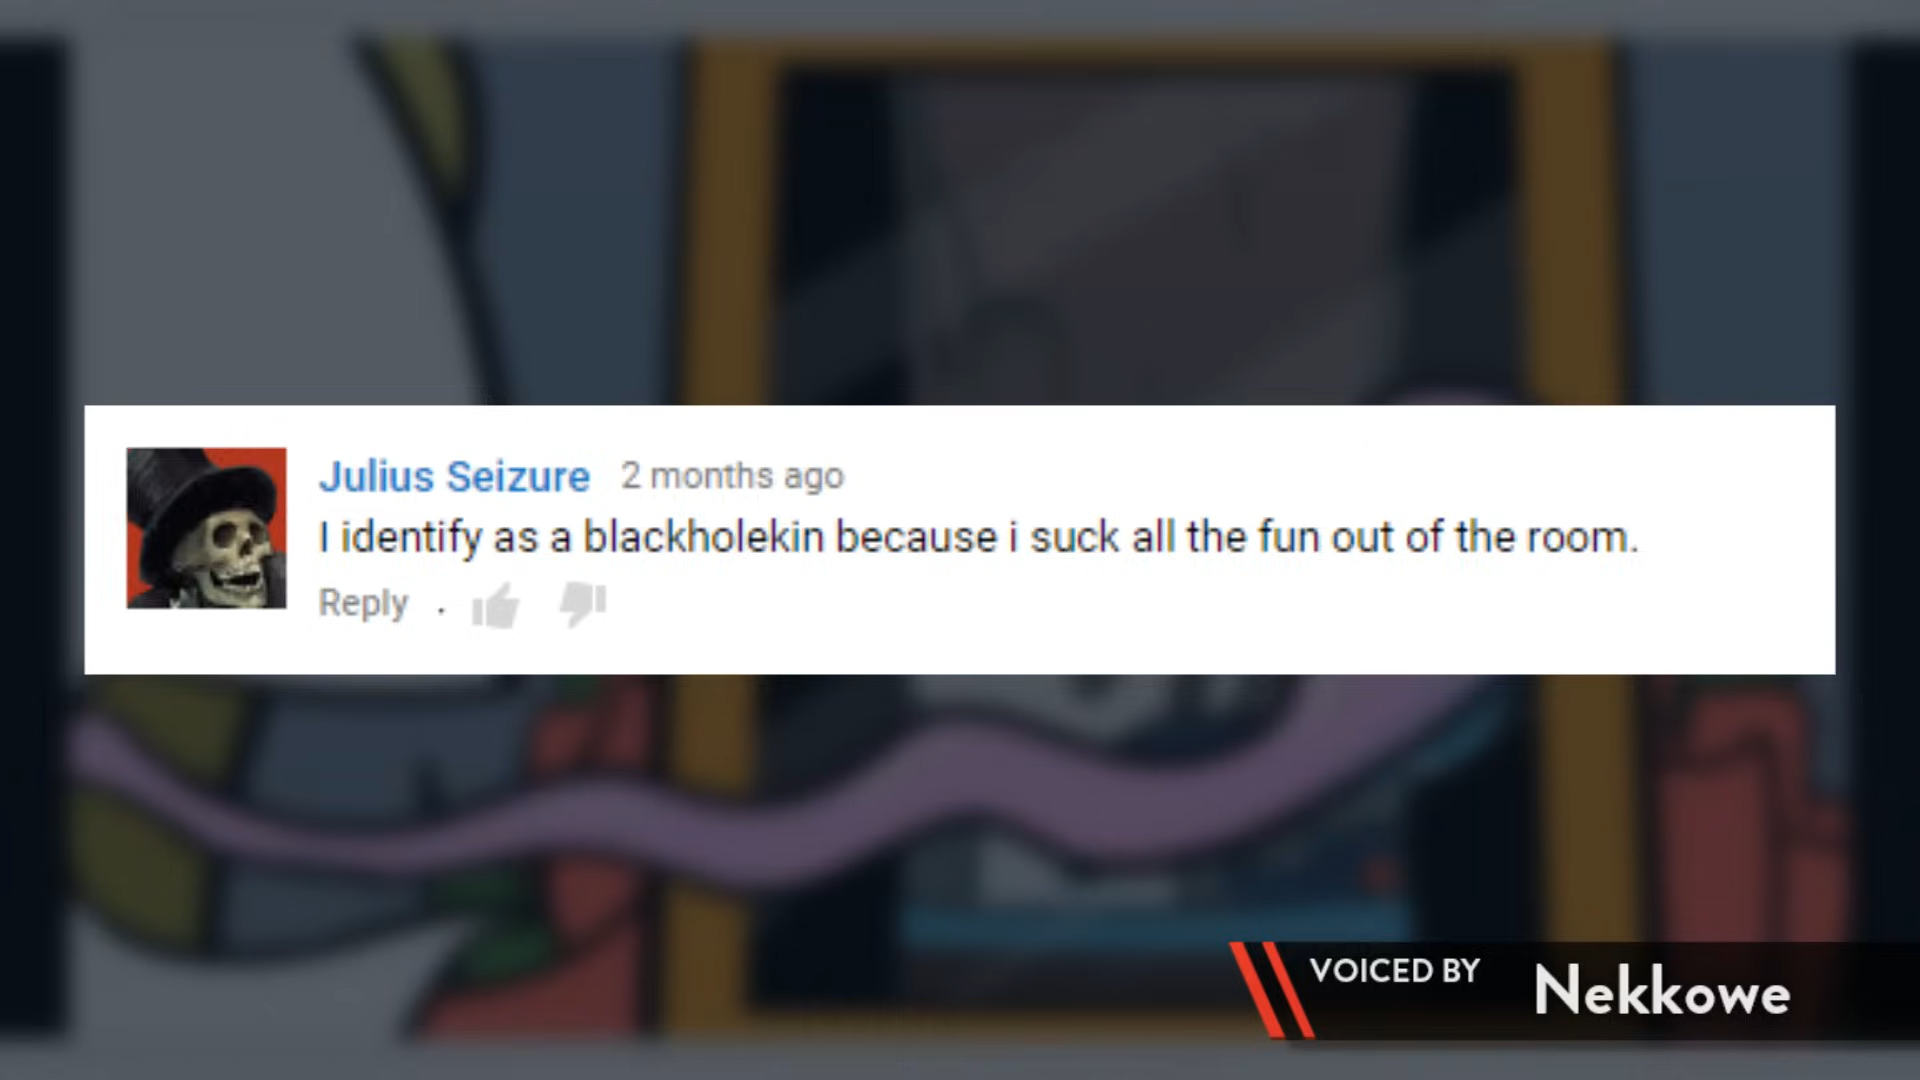 Julius Seizure 2 months ago
I identify as a blackholekin because i suck all the fun out of the room.
Reply .
VOICED BY Nekkowe